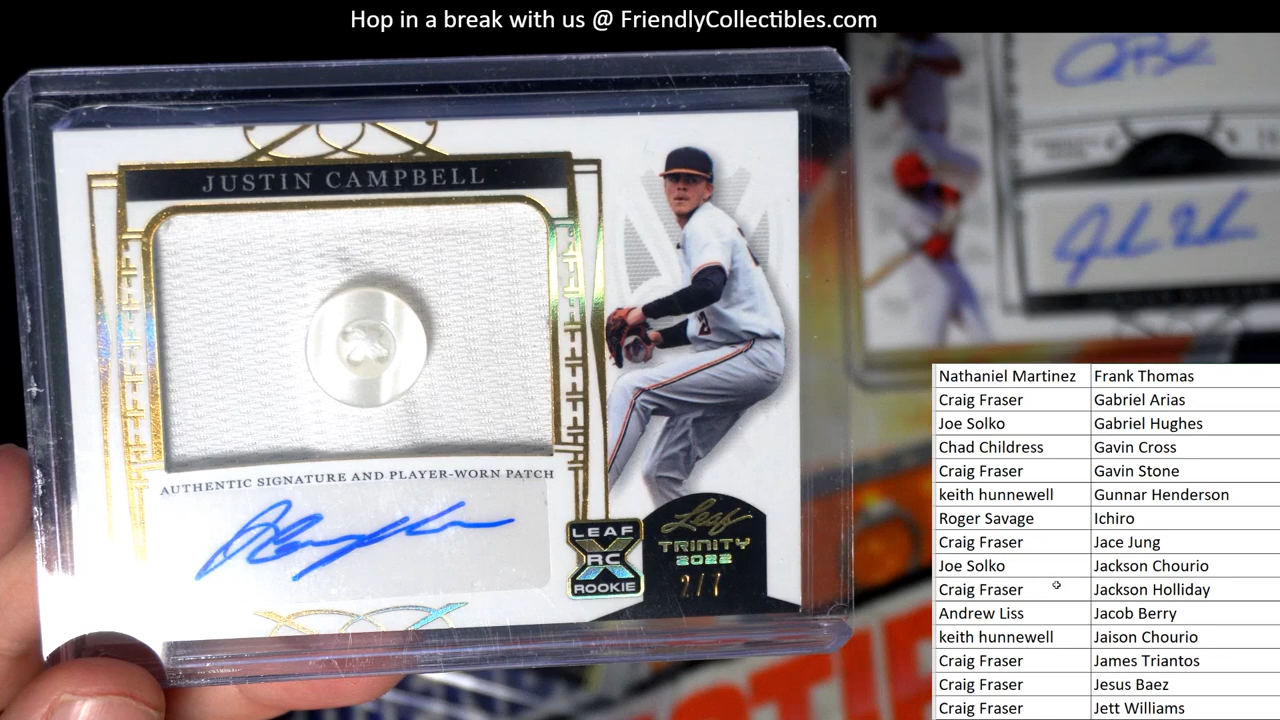 Hop in a break with us @ FriendlyCollectibles.com
JUSTIN CAMPBELL
AUTHENTIC SIGNATURE AND PLAYER-WORN PATCH
LEAF
RC
ROOKIE
Leaf
TRINITY
2022
2/7
Nathaniel Martinez Frank Thomas
Craig Fraser Gabriel Arias
Joe Solko Gabriel Hughes
Chad Childress Gavin Cross
Craig Fraser Gavin Stone
keith hunnewell Gunnar Henderson
Roger Savage Ichiro
Craig Fraser Jace Jung
Joe Solko Jackson Chourio
Craig Fraser Jackson Holliday
Andrew Liss Jacob Berry
keith hunnewell Jaison Chourio
Craig Fraser James Triantos
Craig Fraser Jesus Baez
Craig Fraser Jett Williams